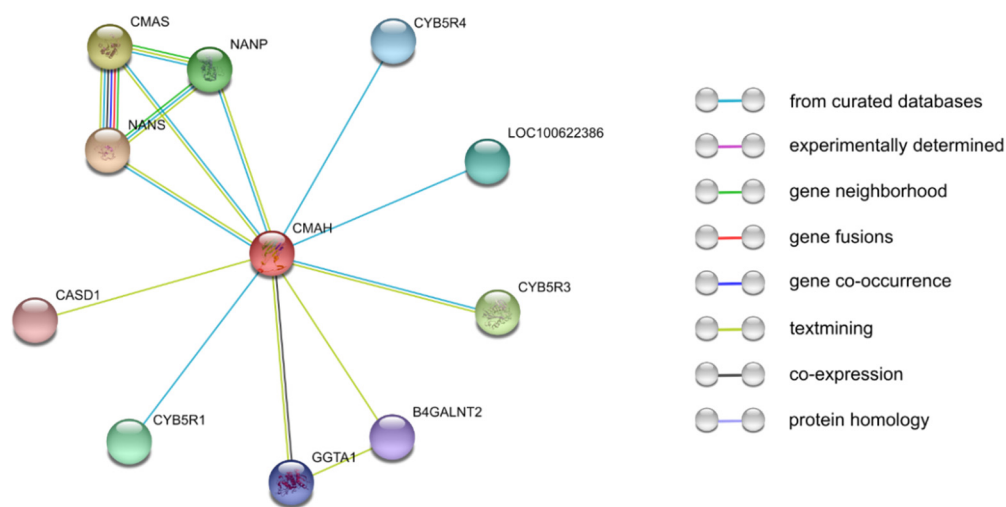 CMAS
NANP
CYB5R4
NANS
LOC100622386
CMAH
CASD1
CYB5R3
CYB5R1
GGTA1
B4GALNT2
from curated databases
experimentally determined
gene neighborhood
gene fusions
gene co-occurrence
textmining
co-expression
protein homology